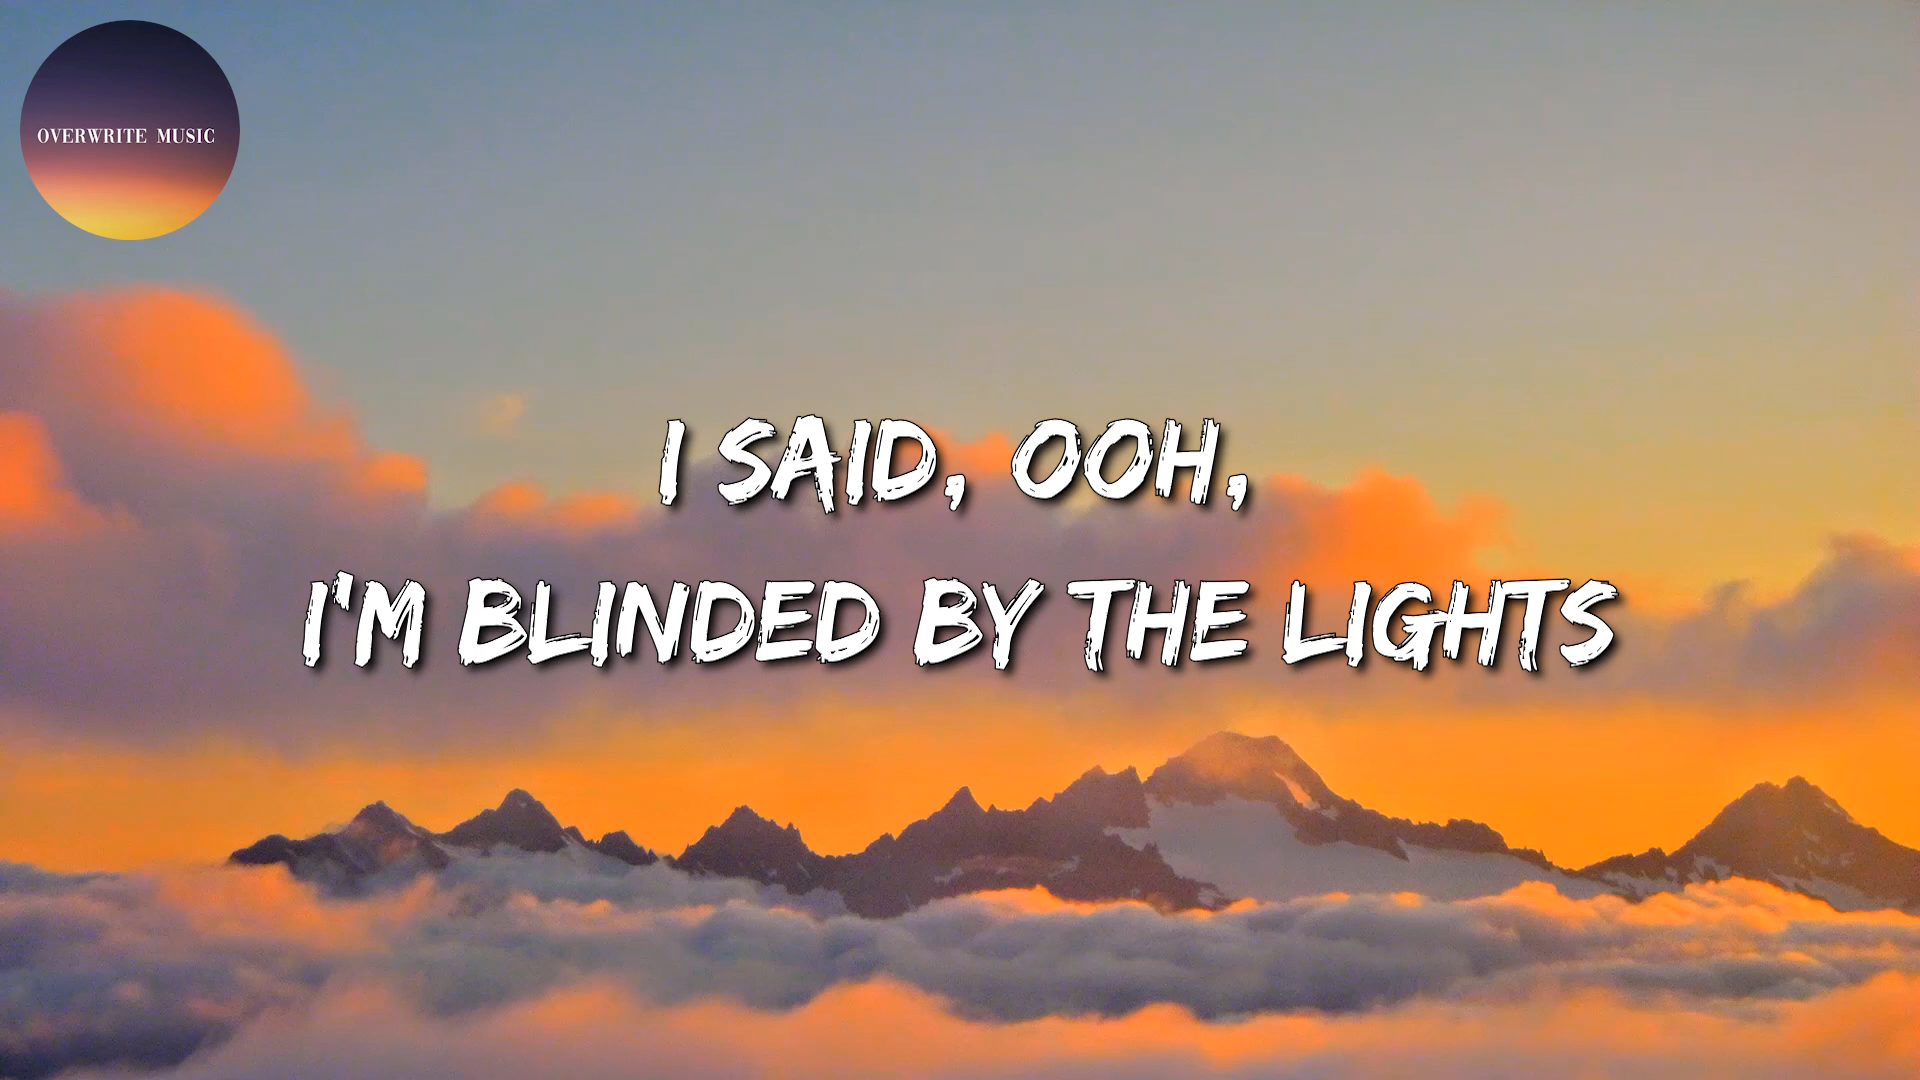 OVERWRITE MUSIC
I SAID, OOH,
I'M BLINDED BY THE LIGHTS